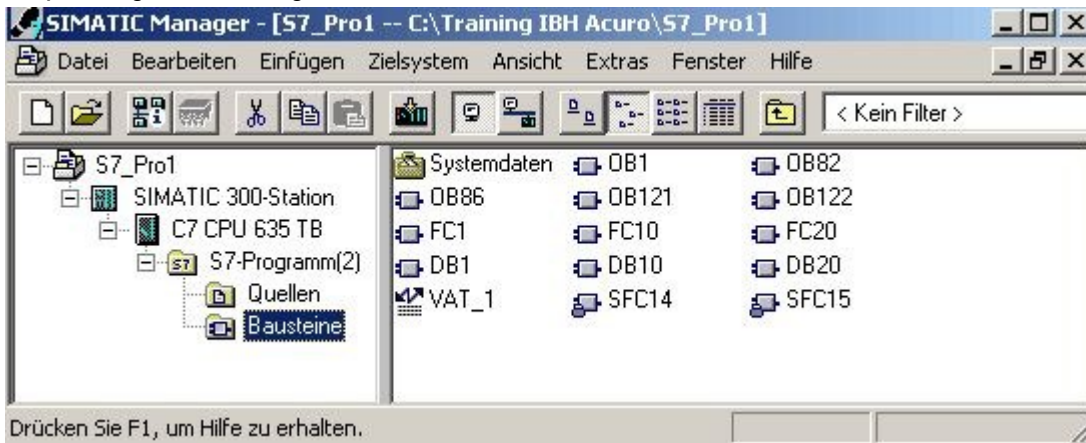 SIMATIC Manager - [S7_Pro1 -- C:\Training IBH Acuro\S7_Pro1]
Datei Bearbeiten Einfügen Zielsystem Ansicht Extras Fenster Hilfe
< Kein Filter >
S7_Pro1
SIMATIC 300-Station
C7 CPU 635 TB
S7-Programm(2)
Quellen
Bausteine
Systemdaten OB1 OB82
OB86 OB121 OB122
FC1 FC10 FC20
DB1 DB10 DB20
VAT_1 SFC14 SFC15
Drücken Sie F1, um Hilfe zu erhalten.